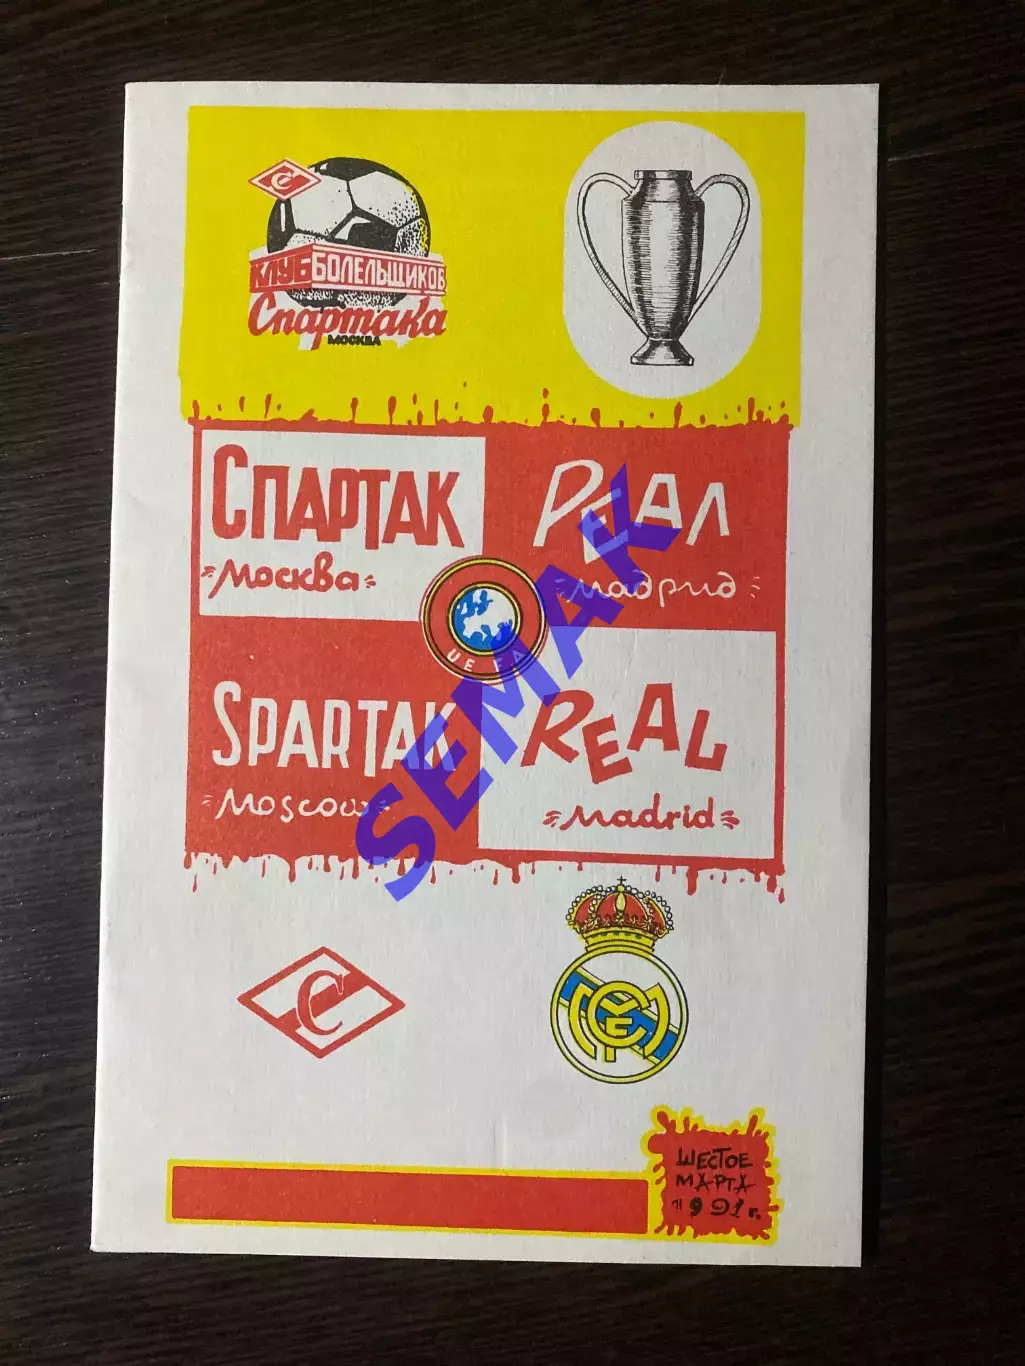 КЛУБ БОЛЕЛЬЩИКОВ
Спартака
МОСКВА
СПАРТАК
Москва
РЕАЛ
Мадрид
UEFA
SPARTAK
Moscow
REAL
Madrid
SEMAK
ШЕСТОЕ
МАРТА
1991 г.